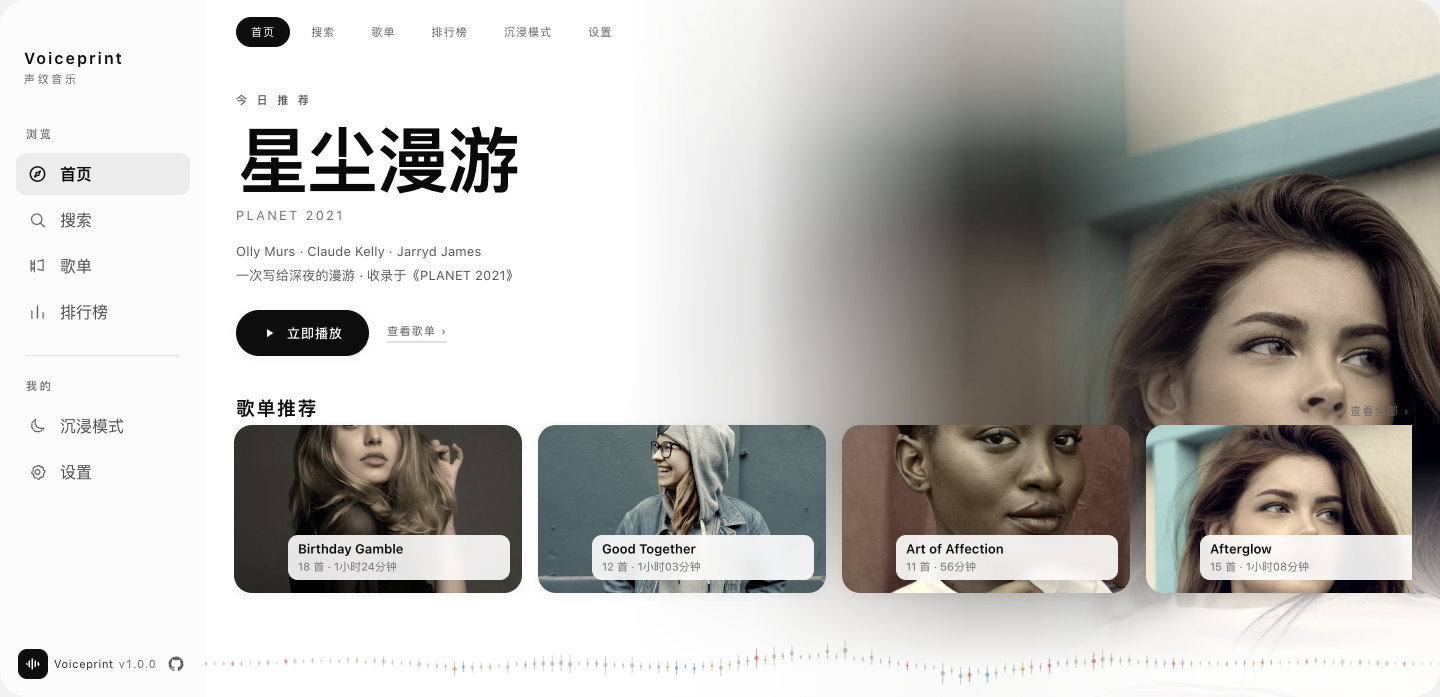 Voiceprint
声纹音乐
浏览
首页
搜索
歌单
排行榜
我的
沉浸模式
设置
Voiceprint v1.0.0
首页 搜索 歌单 排行榜 沉浸模式 设置
今日推荐
星尘漫游
PLANET 2021
Olly Murs · Claude Kelly · Jarryd James
一次写给深夜的漫游 · 收录于《PLANET 2021》
立即播放 查看歌单 ›
歌单推荐 查看全部 ›
Birthday Gamble
18 首 · 1小时24分钟
Good Together
12 首 · 1小时03分钟
Art of Affection
11 首 · 56分钟
Afterglow
15 首 · 1小时08分钟